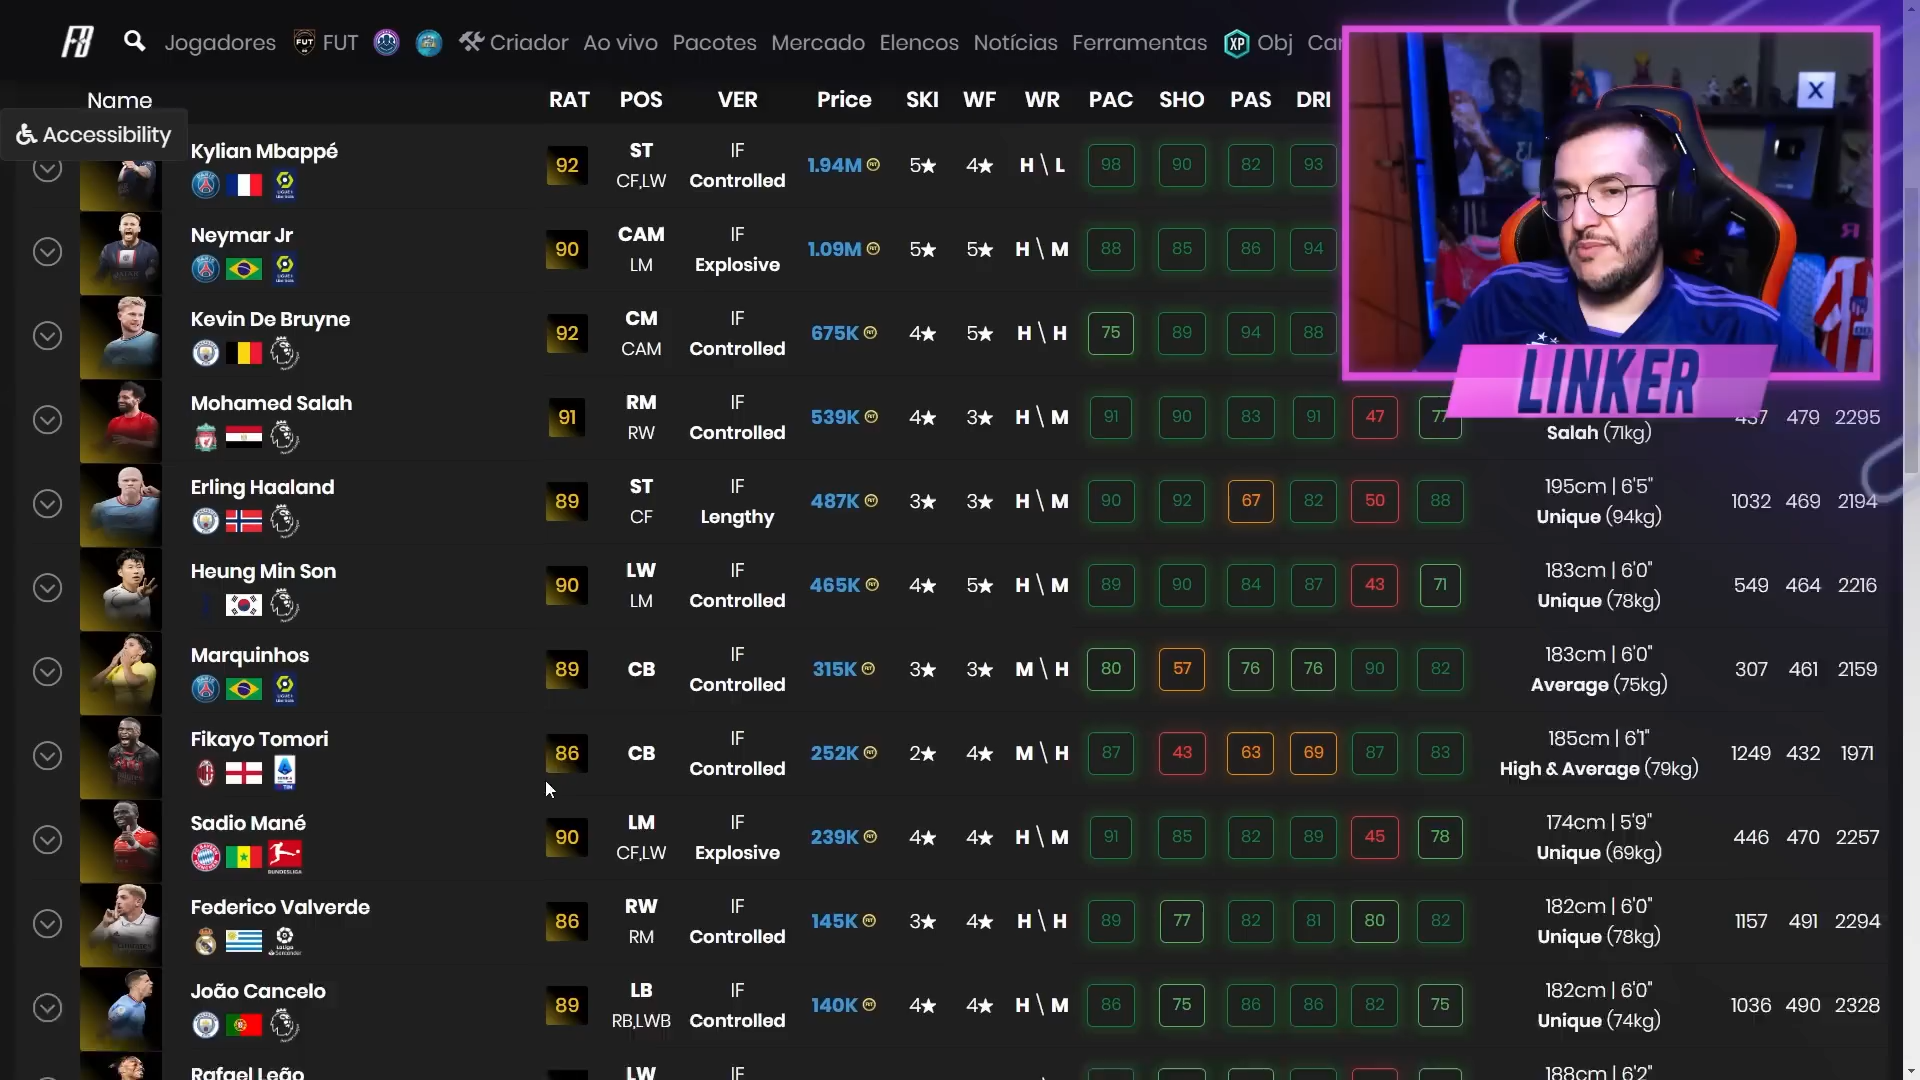 Jogadores FUT Criador Ao vivo Pacotes Mercado Elencos Notícias Ferramentas XP Obj
Name RAT POS VER Price SKI WF WR PAC SHO PAS DRI
Accessibility
X
Kylian Mbappé 92 ST CF,LW IF Controlled 1.94M 5★ 4★ H \ L 98 90 82 93
Neymar Jr 90 CAM LM IF Explosive 1.09M 5★ 5★ H \ M 88 85 86 94
Kevin De Bruyne 92 CM CAM IF Controlled 675K 4★ 5★ H \ H 75 89 94 88
LINKER
Mohamed Salah 91 RM RW IF Controlled 539K 4★ 3★ H \ M 91 90 83 91 47 77 Salah (71kg) 437 479 2295
Erling Haaland 89 ST CF IF Lengthy 487K 3★ 3★ H \ M 90 92 67 82 50 88 195cm | 6'5" Unique (94kg) 1032 469 2194
Heung Min Son 90 LW LM IF Controlled 465K 4★ 5★ H \ M 89 90 84 87 43 71 183cm | 6'0" Unique (78kg) 549 464 2216
Marquinhos 89 CB IF Controlled 315K 3★ 3★ M \ H 80 57 76 76 90 82 183cm | 6'0" Average (75kg) 307 461 2159
Fikayo Tomori 86 CB IF Controlled 252K 2★ 4★ M \ H 87 43 63 69 87 83 185cm | 6'1" High & Average (79kg) 1249 432 1971
Sadio Mané 90 LM CF,LW IF Explosive 239K 4★ 4★ H \ M 91 85 82 89 45 78 174cm | 5'9" Unique (69kg) 446 470 2257
Federico Valverde 86 RW RM IF Controlled 145K 3★ 4★ H \ H 89 77 82 81 80 82 182cm | 6'0" Unique (78kg) 1157 491 2294
João Cancelo 89 LB RB,LWB IF Controlled 140K 4★ 4★ H \ M 86 75 86 86 82 75 182cm | 6'0" Unique (74kg) 1036 490 2328
Rafael Leão LW IF 188cm | 6'2"